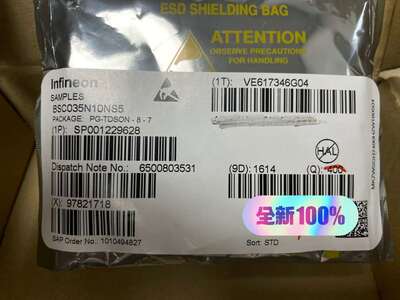 ESD SHIELDING BAG
ATTENTION
OBSERVE PRECAUTIONS
FOR HANDLING
Infineon
SAMPLES
BSC035N10NS5
PACKAGE: PG-TDSON - 8 - 7
(1P) SP001229628
(1T): VE617346G04
HAL
Dispatch Note No.: 6500803531
(9D): 1614
(Q): 400
X): 97821718
全新100%
SAP Order No.: 1010494827
Sort: STD